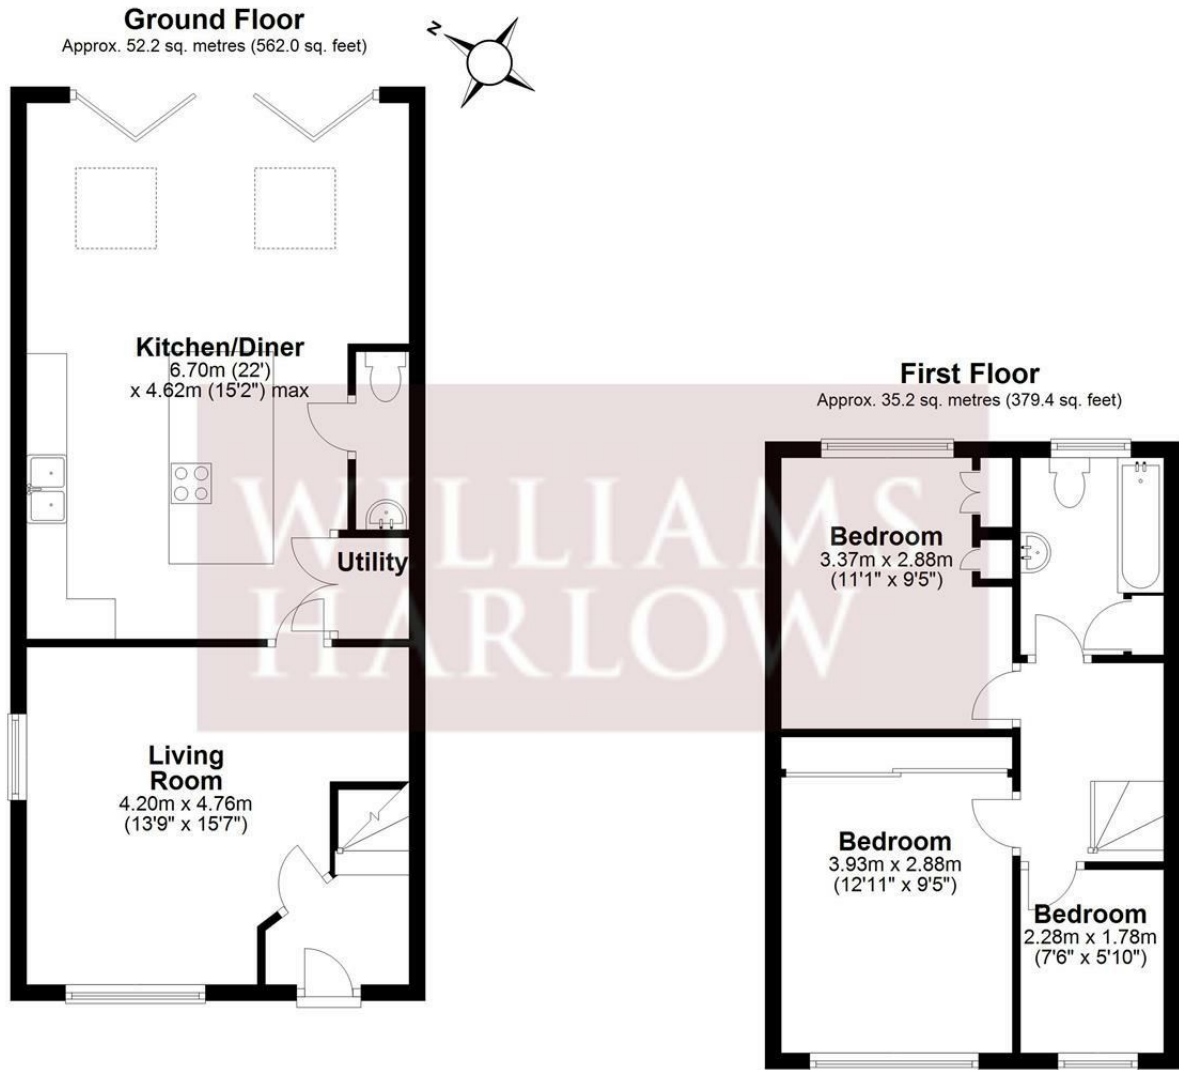 Ground Floor
Approx. 52.2 sq. metres (562.0 sq. feet)
N
Kitchen/Diner
6.70m (22')
x 4.62m (15'2") max
Utility
Living
Room
4.20m x 4.76m
(13'9" x 15'7")
First Floor
Approx. 35.2 sq. metres (379.4 sq. feet)
Bedroom
3.37m x 2.88m
(11'1" x 9'5")
Bedroom
3.93m x 2.88m
(12'11" x 9'5")
Bedroom
2.28m x 1.78m
(7'6" x 5'10")
WILLIAMS
HARLOW